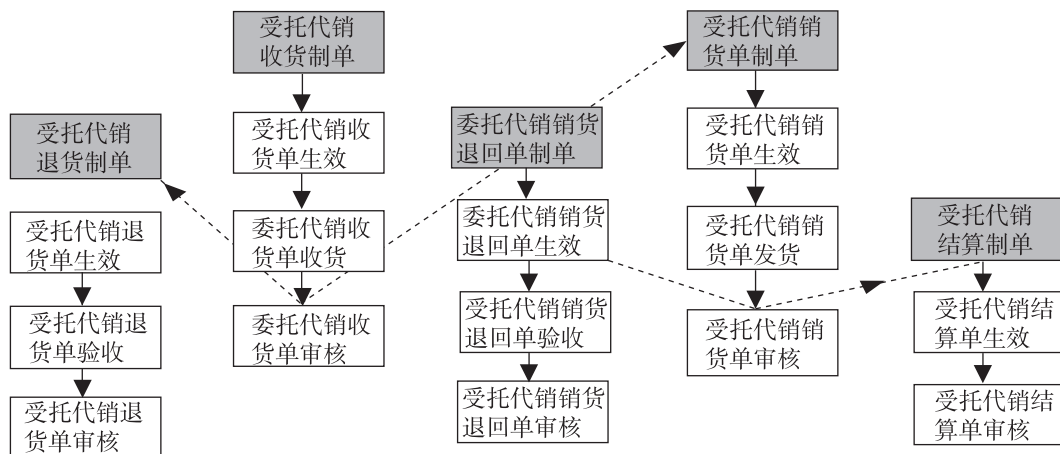 受托代销
退货制单
受托代销退
货单生效
受托代销退
货单验收
受托代销退
货单审核
受托代销
收货制单
受托代销收
货单生效
委托代销收
货单收货
委托代销收
货单审核
委托代销销货
退回单制单
委托代销销货
退回单生效
受托代销销货
退回单验收
受托代销销货
退回单审核
受托代销销
货单制单
受托代销销
货单生效
受托代销销
货单发货
受托代销销
货单审核
受托代销
结算制单
受托代销结
算单生效
受托代销结
算单审核